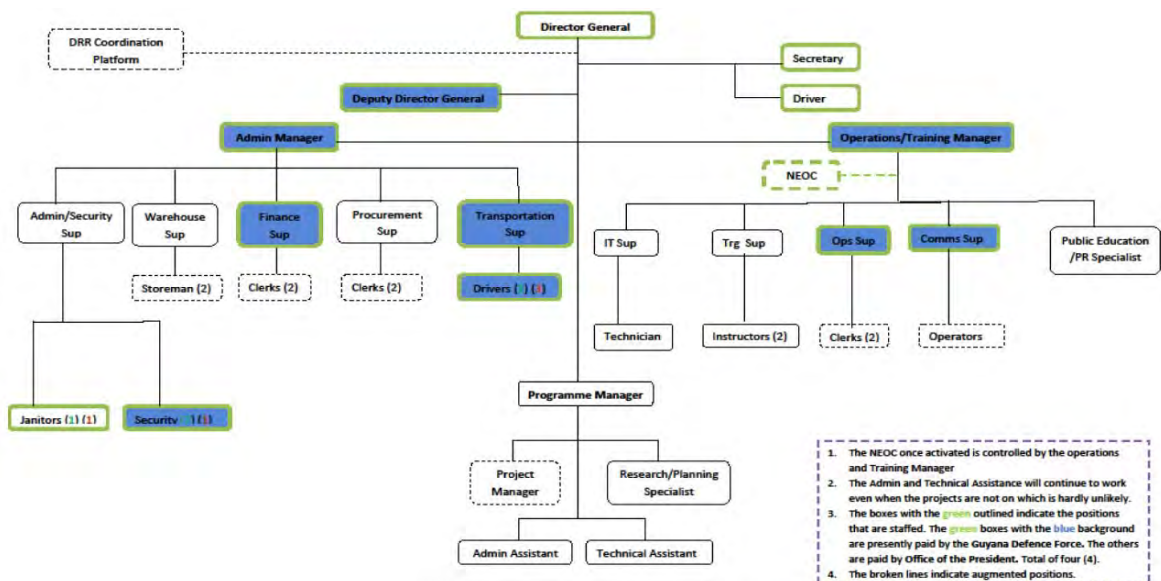 Director General
DRR Coordination
Platform
Secretary
Driver
Deputy Director General
Admin Manager
Operations/Training Manager
NEOC
Admin/Security
Sup
Warehouse
Sup
Finance
Sup
Procurement
Sup
Transportation
Sup
IT Sup
Trg Sup
Ops Sup
Comms Sup
Public Education
/PR Specialist
Storeman (2)
Clerks (2)
Clerks (2)
Drivers
Technician
Instructors (2)
Clerks (2)
Operators
Programme Manager
Janitors (1) (1)
Security
Project
Manager
Research/Planning
Specialist
Admin Assistant
Technical Assistant
1. The NEOC once activated is controlled by the operations
and Training Manager
2. The Admin and Technical Assistance will continue to work
even when the projects are not on which is hardly unlikely.
3. The boxes with the green outlined indicate the positions
that are staffed. The green boxes with the blue background
are presently paid by the Guyana Defence Force. The others
are paid by Office of the President. Total of four (4).
4. The broken lines indicate augmented positions.